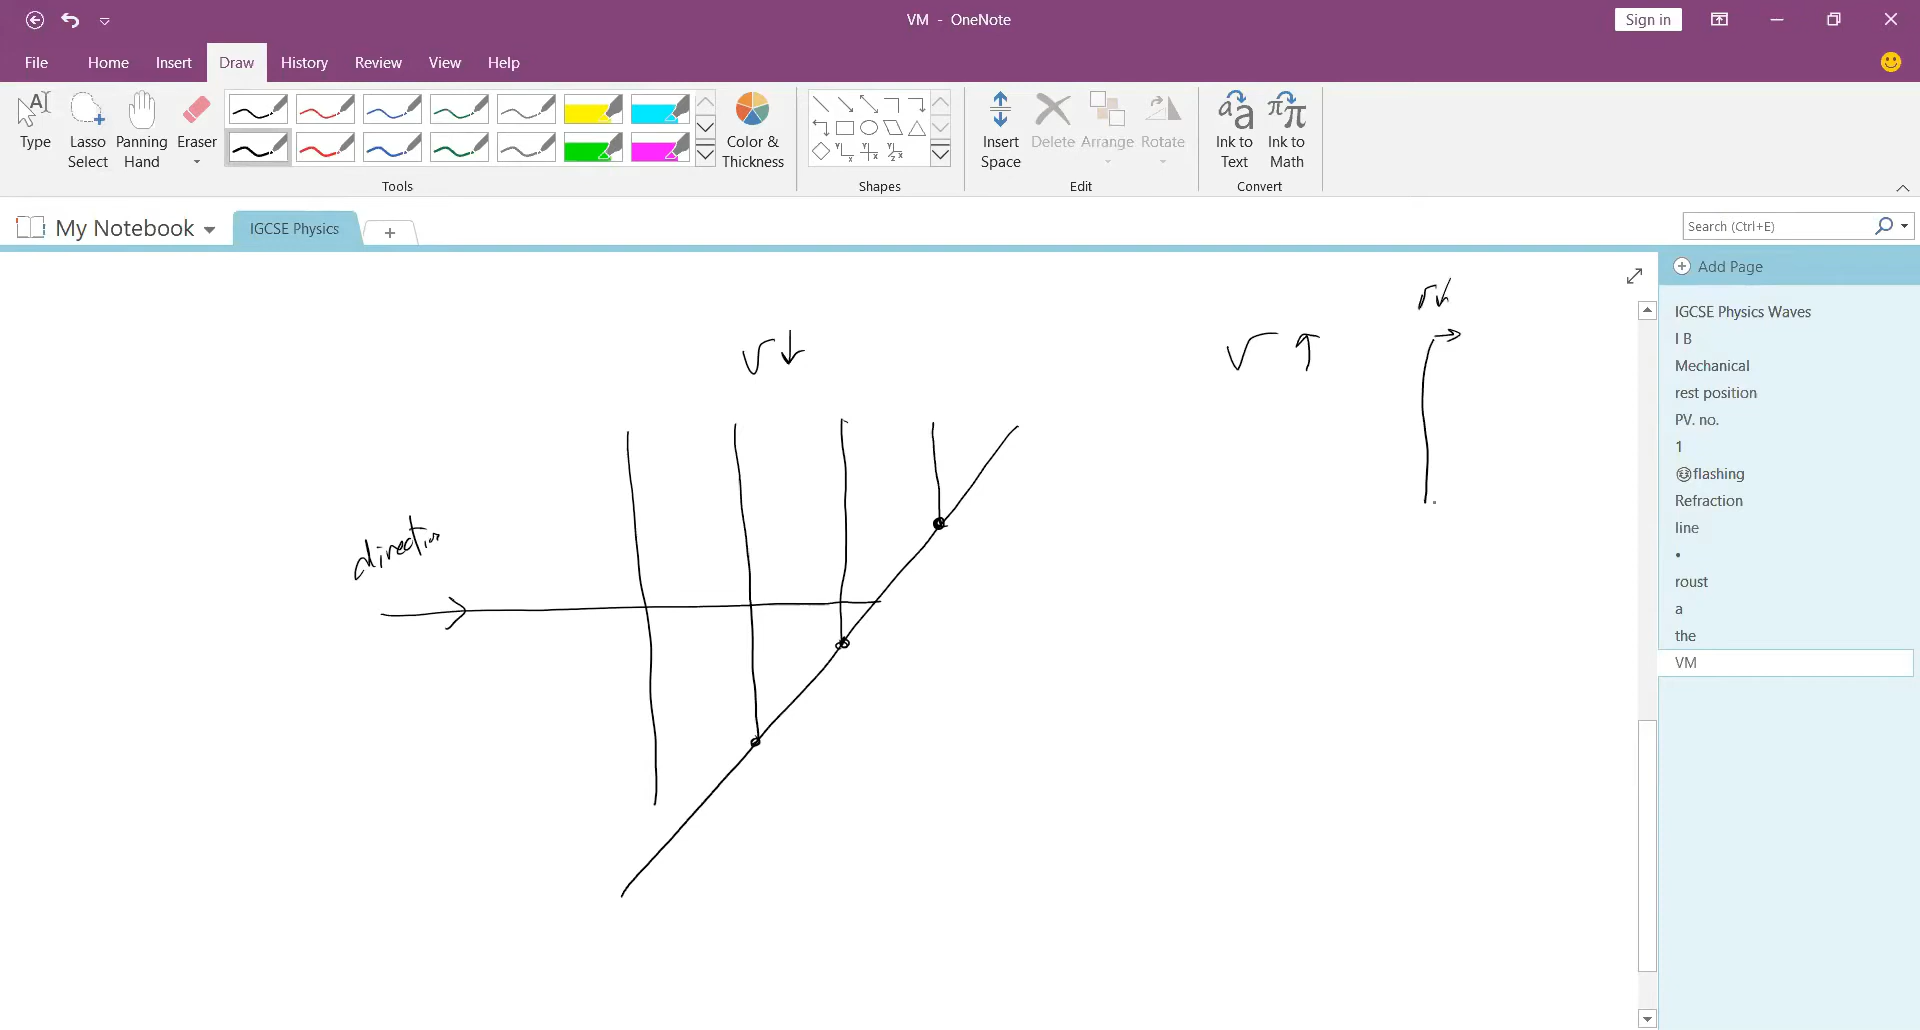 VM - OneNote
Sign in
File Home Insert Draw History Review View Help
Type
Lasso Select
Panning Hand
Eraser
Color & Thickness
Insert Space
Delete
Arrange
Rotate
Ink to Text
Ink to Math
Tools
Shapes
Edit
Convert
My Notebook
IGCSE Physics
Search (Ctrl+E)
Add Page
IGCSE Physics Waves
I B
Mechanical
rest position
PV. no.
1
😆flashing
Refraction
line
•
roust
a
the
VM
v↓
v ↑
v↓
direction